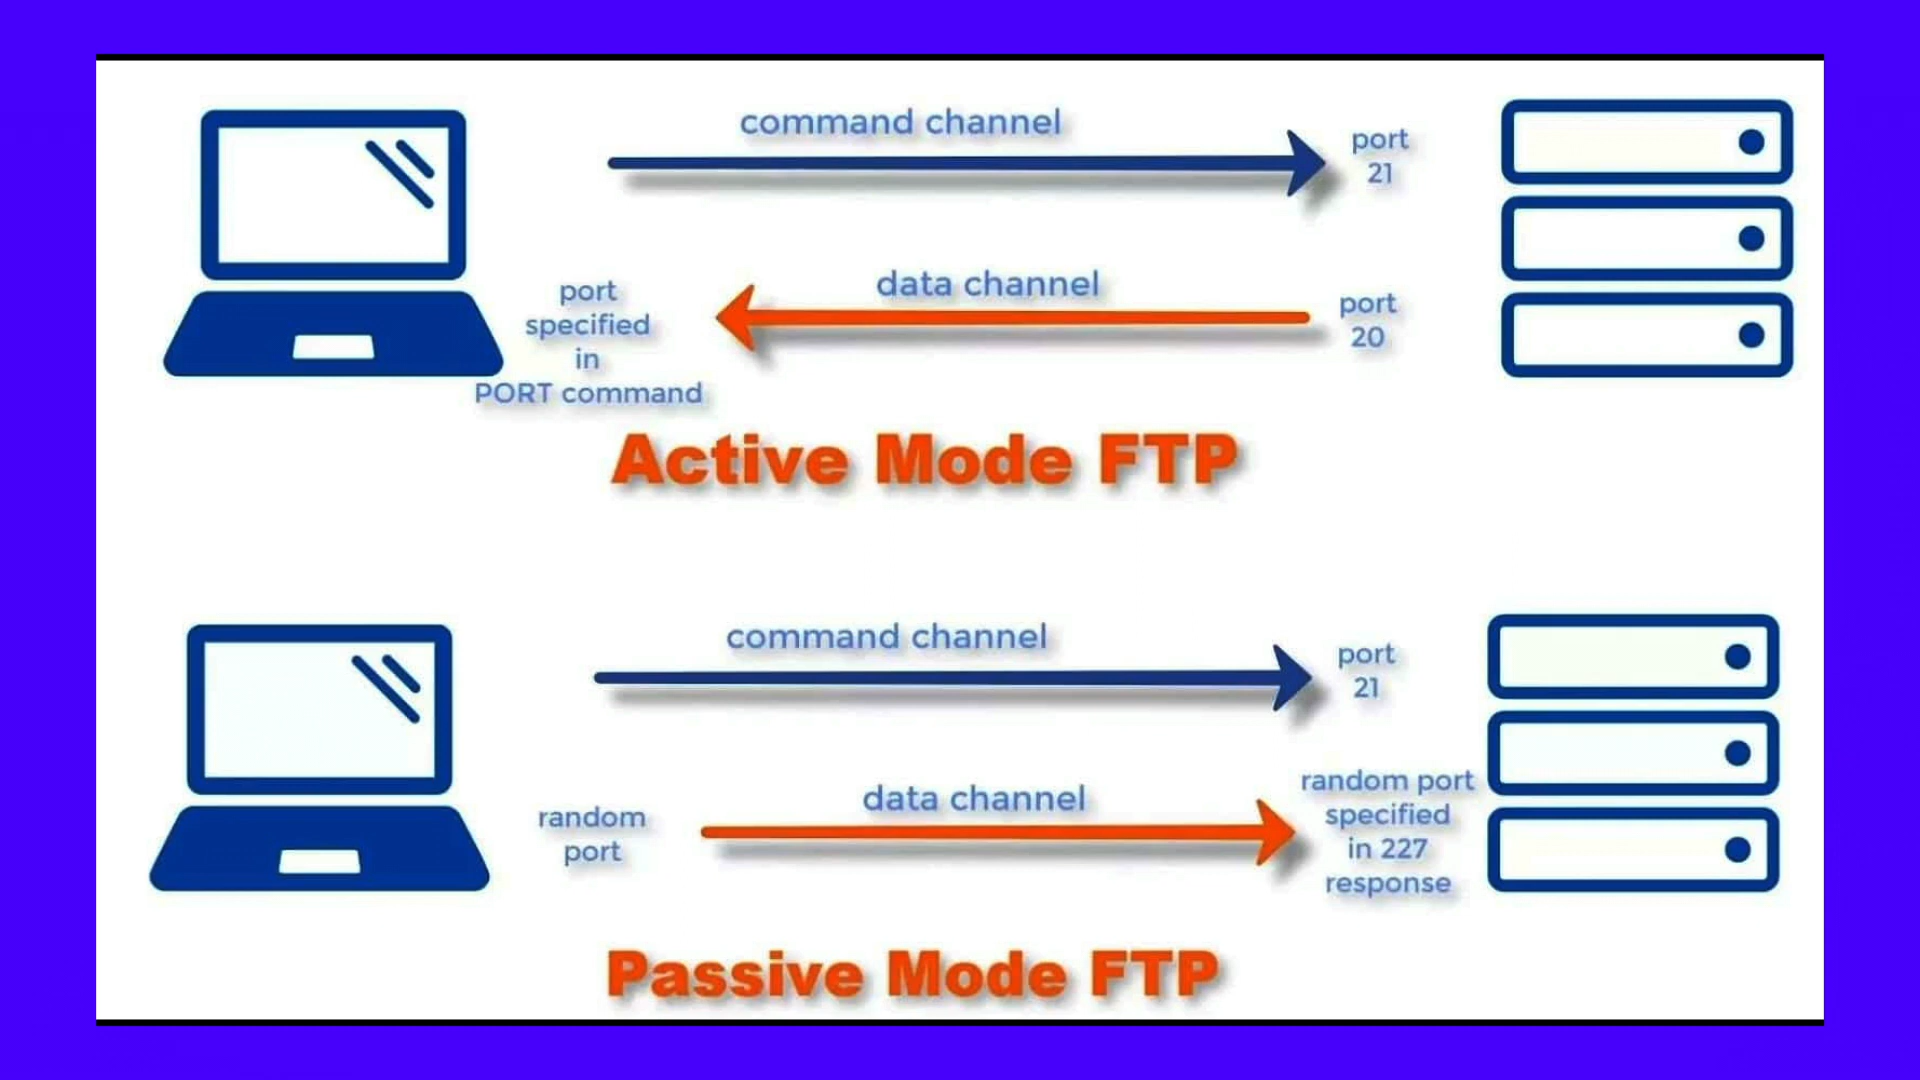 command channel
port
21
data channel
port
specified
in
PORT command
port
20
Active Mode FTP
command channel
port
21
data channel
random
port
random port
specified
in 227
response
Passive Mode FTP